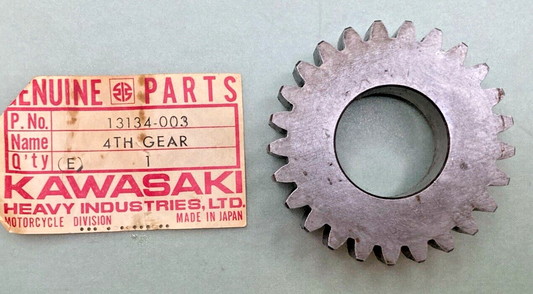 GENUINE PARTS
P. No. 13134-003
Name 4TH GEAR
Q'ty (E) 1
KAWASAKI
HEAVY INDUSTRIES, LTD.
MOTORCYCLE DIVISION MADE IN JAPAN